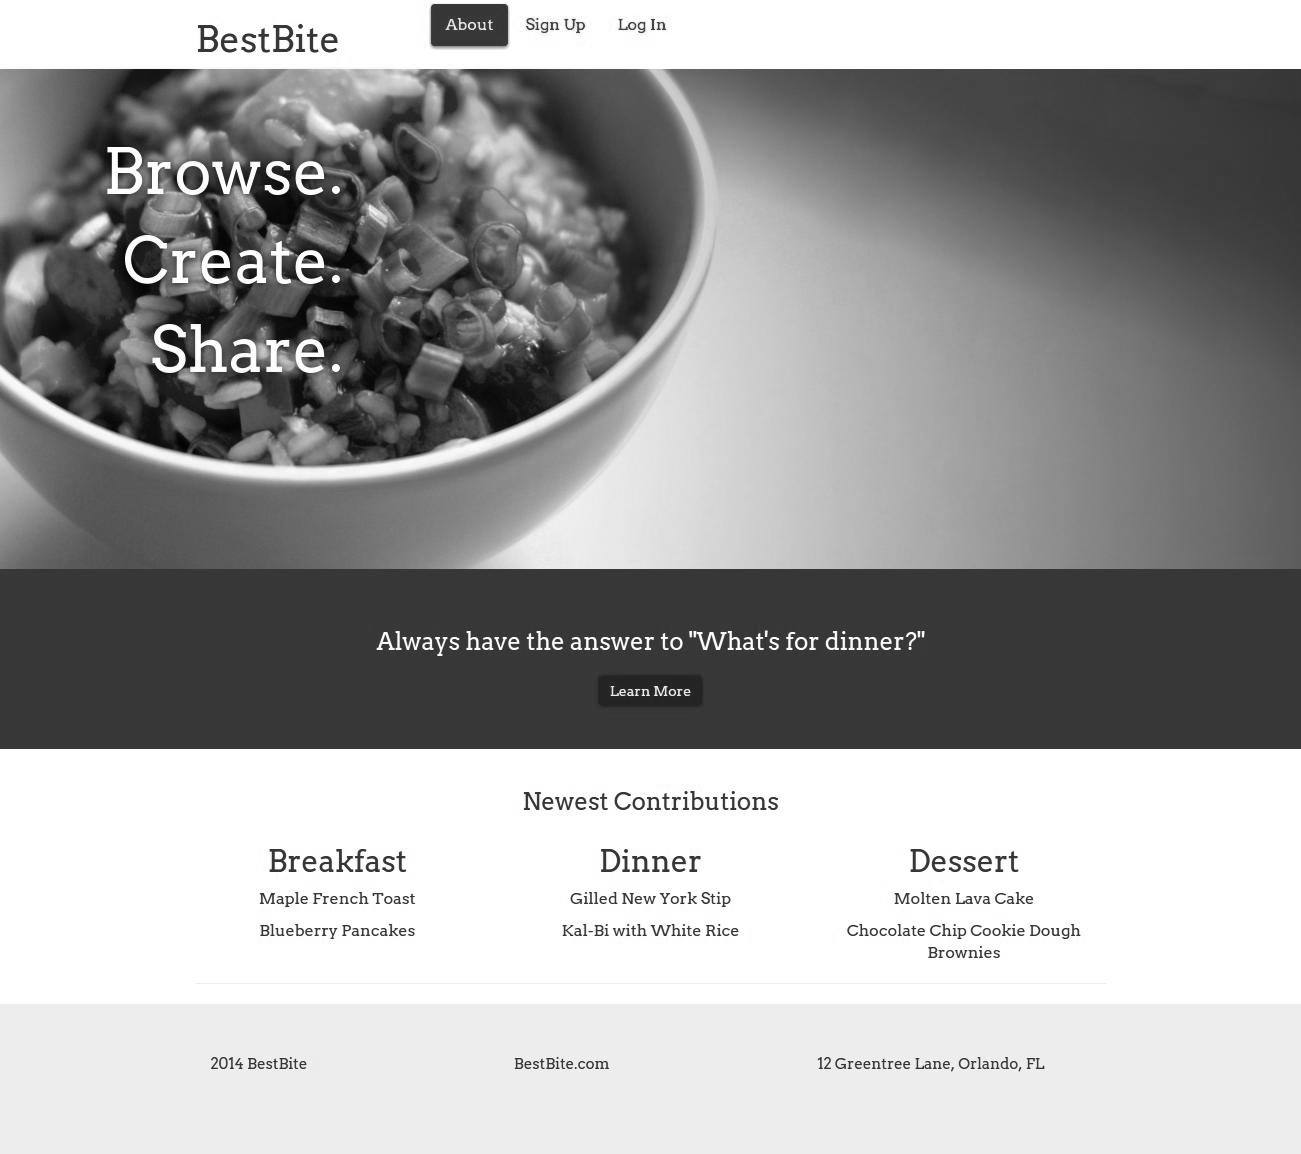 BestBite
About
Sign Up
Log In
Browse.
Create.
Share.
Always have the answer to "What's for dinner?"
Learn More
Newest Contributions
Breakfast
Maple French Toast
Blueberry Pancakes
Dinner
Gilled New York Stip
Kal-Bi with White Rice
Dessert
Molten Lava Cake
Chocolate Chip Cookie Dough
Brownies
2014 BestBite
BestBite.com
12 Greentree Lane, Orlando, FL